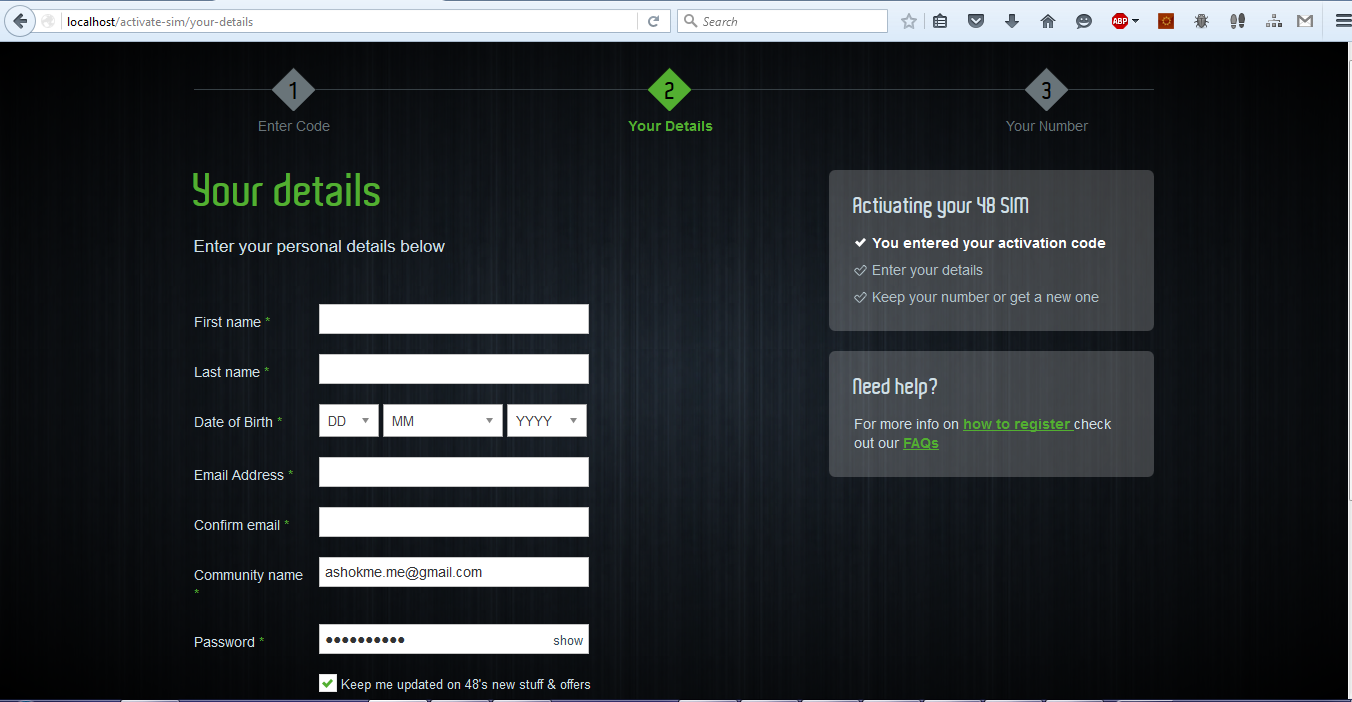 localhost/activate-sim/your-details
Search
ABP
1
2
3
Enter Code
Your Details
Your Number
Your details
Enter your personal details below
First name *
Last name *
Date of Birth *
DD
MM
YYYY
Email Address *
Confirm email *
Community name
*
ashokme.me@gmail.com
Password *
●●●●●●●●●●
show
Keep me updated on 48's new stuff & offers
Activating your 48 SIM
You entered your activation code
Enter your details
Keep your number or get a new one
Need help?
For more info on how to register check
out our FAQs